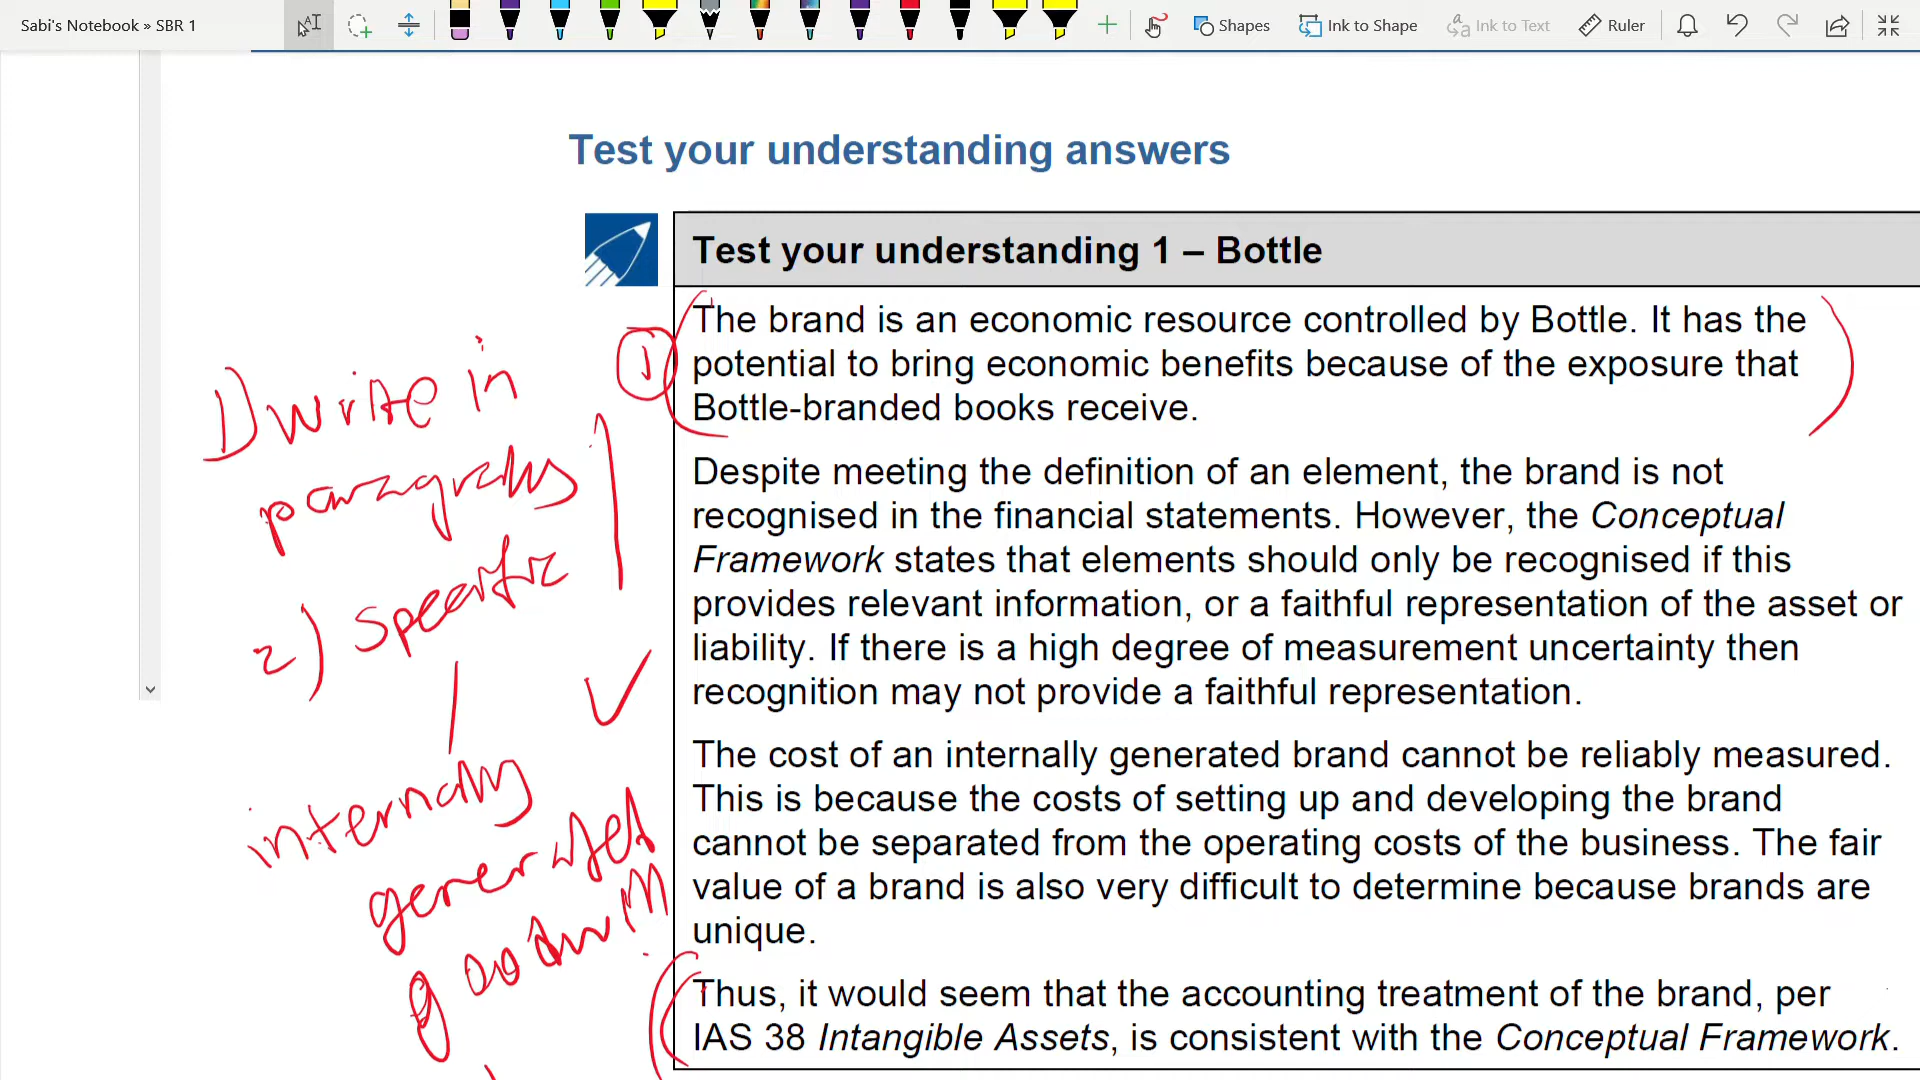 Sabi's Notebook » SBR 1
Shapes
Ink to Shape
Ink to Text
Ruler
Test your understanding answers
Test your understanding 1 – Bottle
The brand is an economic resource controlled by Bottle. It has the
potential to bring economic benefits because of the exposure that
Bottle-branded books receive.
Despite meeting the definition of an element, the brand is not
recognised in the financial statements. However, the Conceptual
Framework states that elements should only be recognised if this
provides relevant information, or a faithful representation of the asset or
liability. If there is a high degree of measurement uncertainty then
recognition may not provide a faithful representation.
The cost of an internally generated brand cannot be reliably measured.
This is because the costs of setting up and developing the brand
cannot be separated from the operating costs of the business. The fair
value of a brand is also very difficult to determine because brands are
unique.
Thus, it would seem that the accounting treatment of the brand, per
IAS 38 Intangible Assets, is consistent with the Conceptual Framework.
1
1) write in
paragraphs
2) specific
internally
generated
goodwill